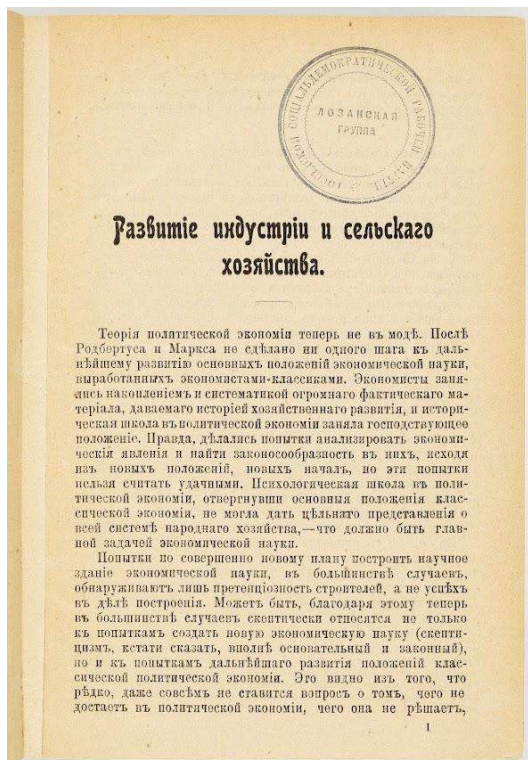 РОССІЙСКОЙ СОЦІАЛЬДЕМОКРАТИЧЕСКОЙ РАБОЧЕЙ ПАРТІИ
ЛОЗАНСКАЯ
ГРУППА
Развитіе индустріи и сельскаго
хозяйства.
Теорія политической экономіи теперь не въ модѣ. Послѣ
Родбертуса и Маркса не сдѣлано ни одного шага къ даль-
нѣйшему развитію основныхъ положеній экономической науки,
выработанныхъ экономистами-классиками. Экономисты заня-
лись накопленіемъ и систематикой огромнаго фактическаго ма-
теріала, даваемаго исторіей хозяйственнаго развитія, и истори-
ческая школа въ политической экономіи заняла господствующее
положеніе. Правда, дѣлались попытки анализировать экономи-
ческія явленія и найти законосообразность въ нихъ, исходя
изъ новыхъ положеній, новыхъ началъ, но эти попытки
нельзя считать удачными. Психологическая школа въ поли-
тической экономіи, отвергнувши основныя положенія клас-
сической экономіи, не могла дать цѣльнаго представленія о
всей системѣ народнаго хозяйства,—что должно быть глав-
ной задачей экономической науки.
Попытки по совершенно новому плану построить научное
зданіе экономической науки, въ большинствѣ случаевъ,
обнаруживаютъ лишь претенціозность строителей, а не успѣхъ
въ дѣлѣ построенія. Можетъ быть, благодаря этому теперь
въ большинствѣ случаевъ скептически относятся не только
къ попыткамъ создать новую экономическую науку (скепти-
цизмъ, кстати сказать, вполнѣ основательный и законный),
но и къ попыткамъ дальнѣйшаго развитія положеній клас-
сической политической экономіи. Это видно изъ того, что
рѣдко, даже совсѣмъ не ставится вопросъ о томъ, чего не
достаетъ въ политической экономіи, чего она не рѣшаетъ,
1